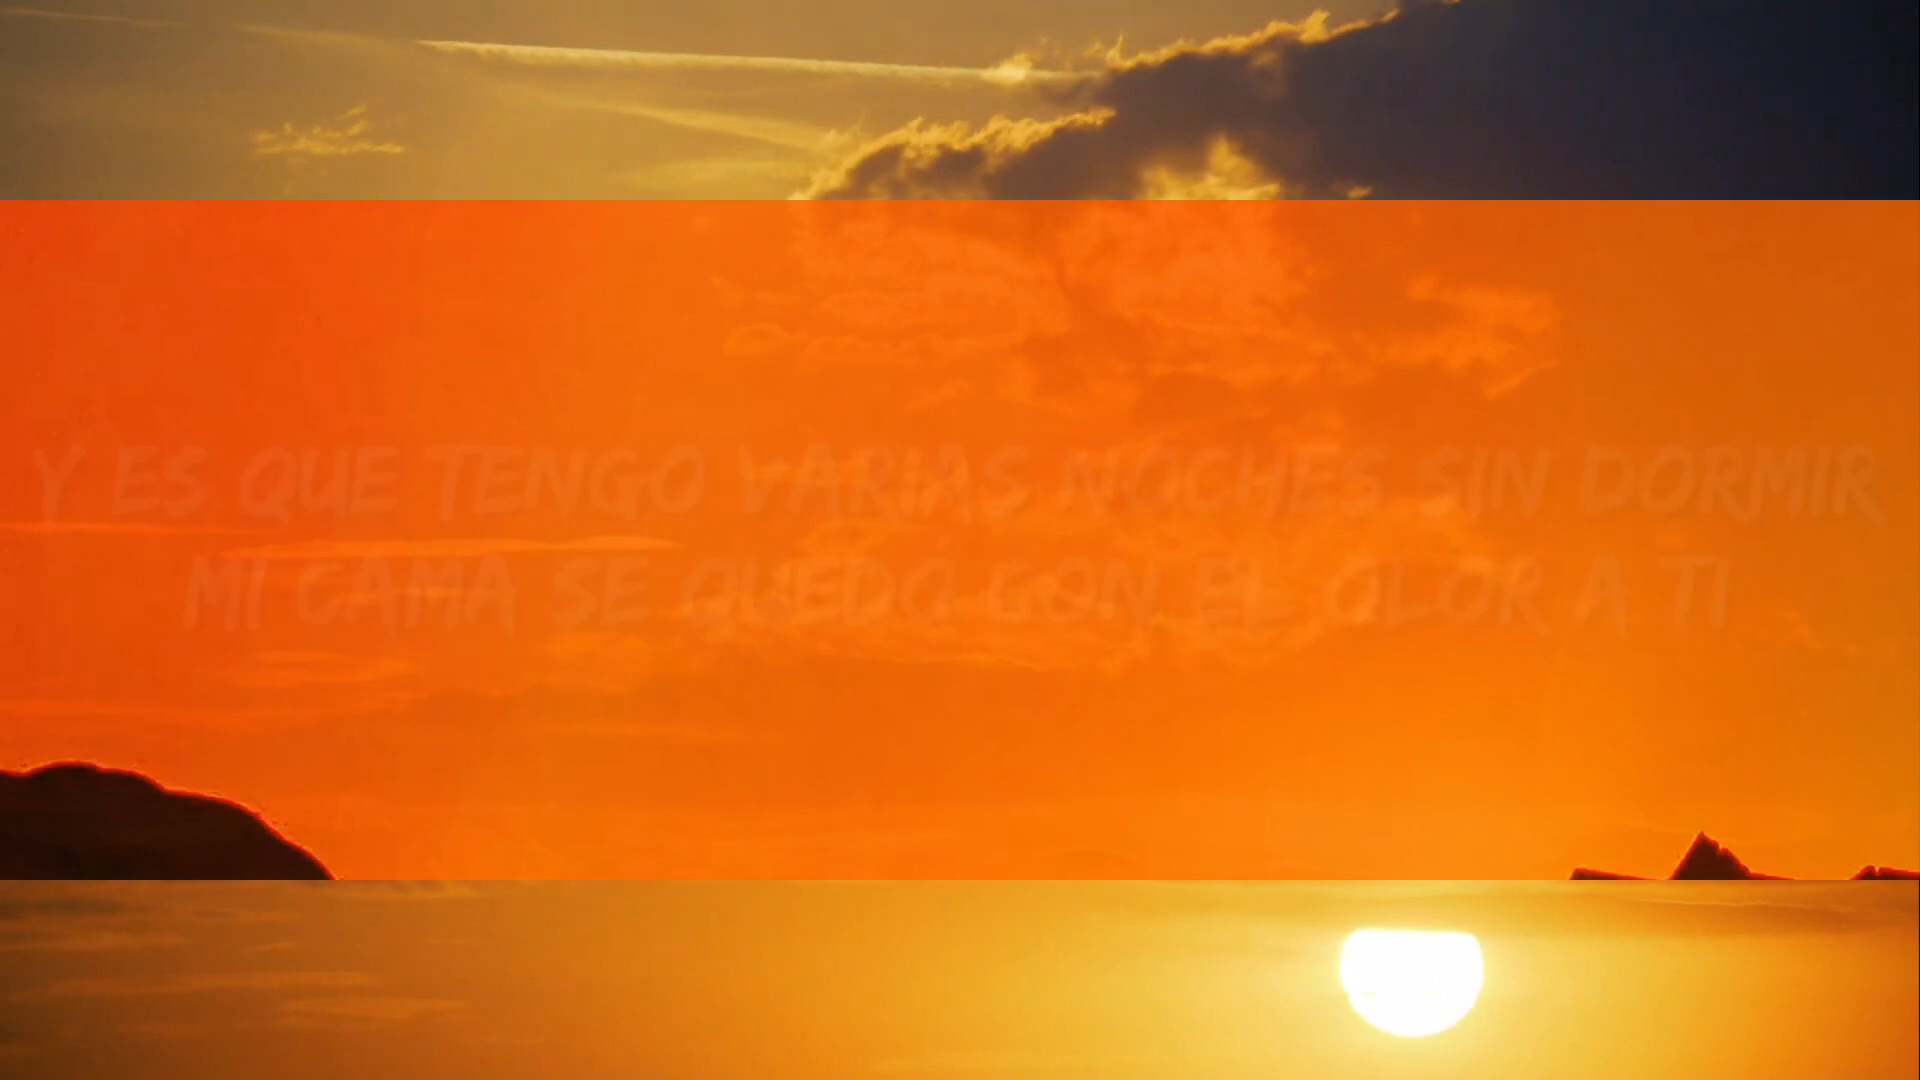 Y ES QUE TENGO VARIAS NOCHES SIN DORMIR
MI CAMA SE QUEDÓ CON EL OLOR A TI